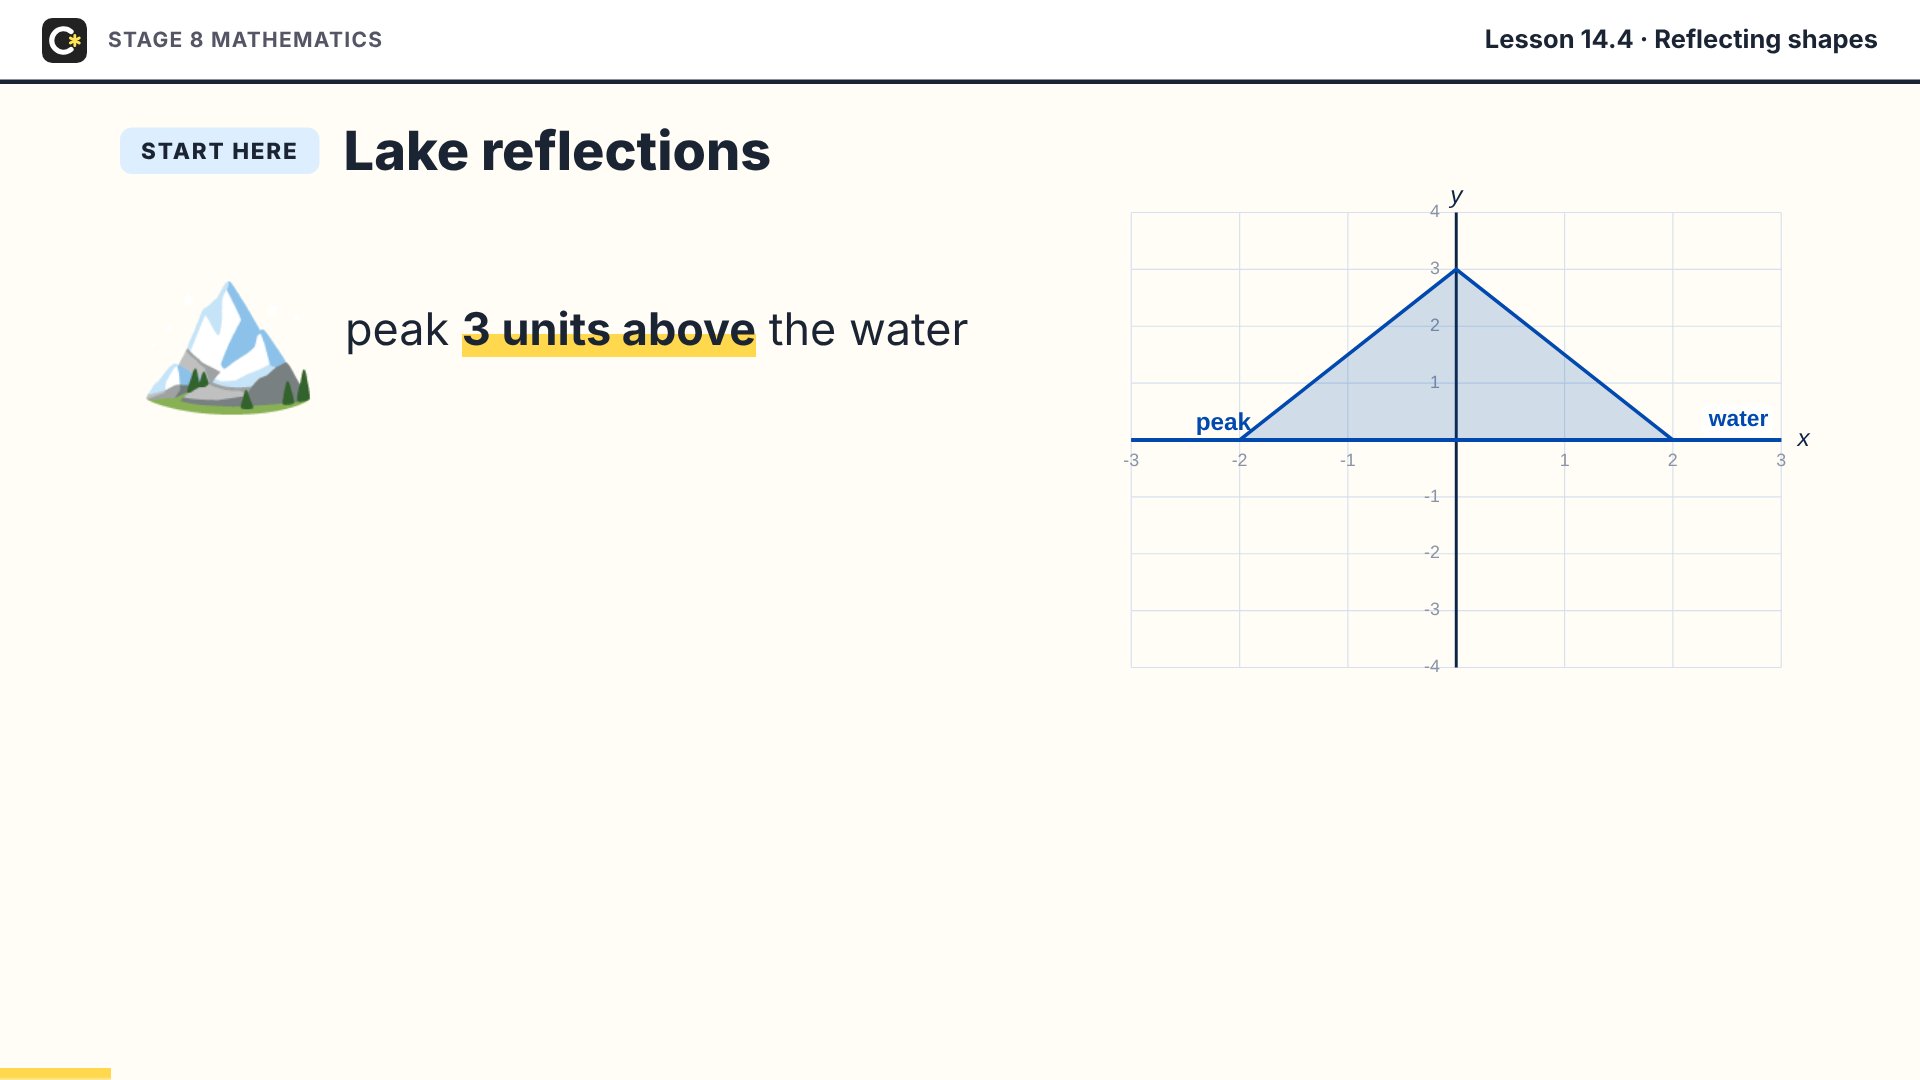 STAGE 8 MATHEMATICS
Lesson 14.4 · Reflecting shapes
START HERE
Lake reflections
peak 3 units above the water
y
4
3
2
1
peak
water
x
-3 -2 -1 1 2 3
-1
-2
-3
-4